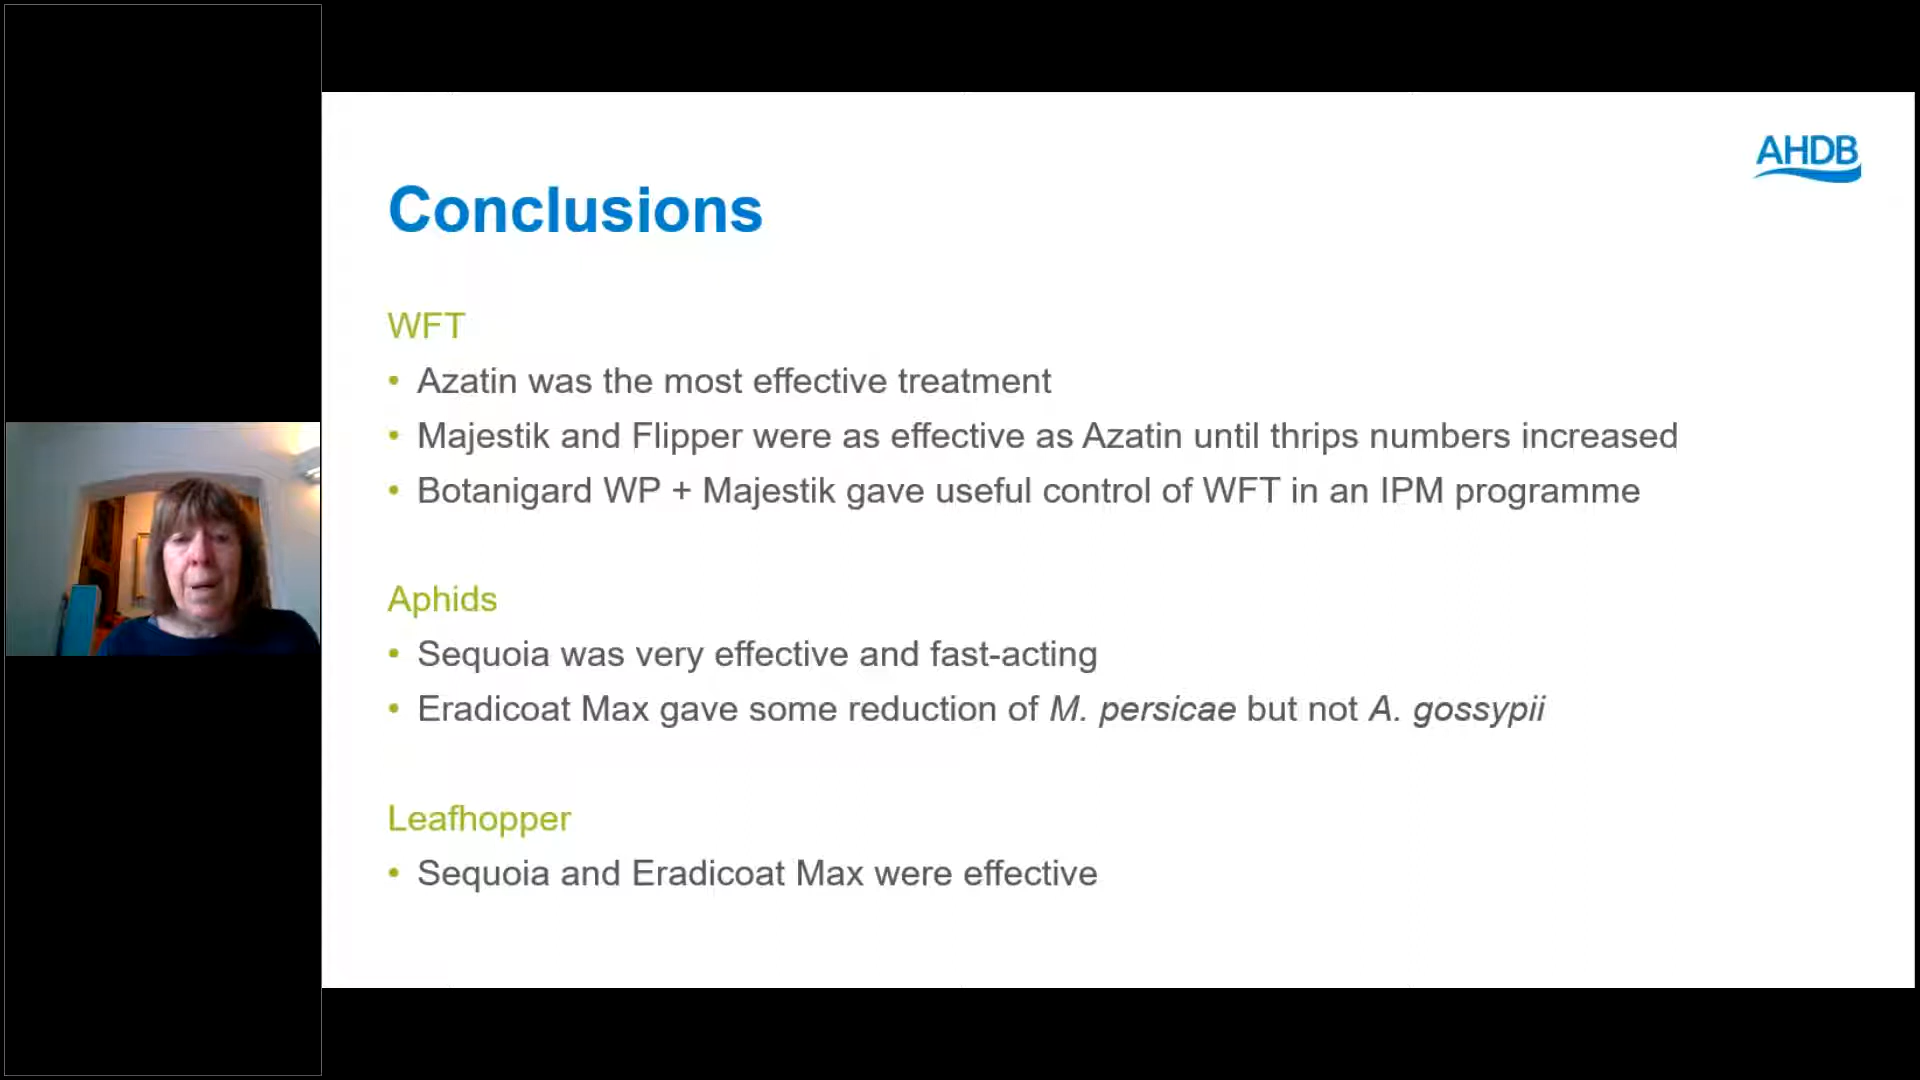 AHDB
Conclusions
WFT
• Azatin was the most effective treatment
• Majestik and Flipper were as effective as Azatin until thrips numbers increased
• Botanigard WP + Majestik gave useful control of WFT in an IPM programme
Aphids
• Sequoia was very effective and fast-acting
• Eradicoat Max gave some reduction of M. persicae but not A. gossypii
Leafhopper
• Sequoia and Eradicoat Max were effective